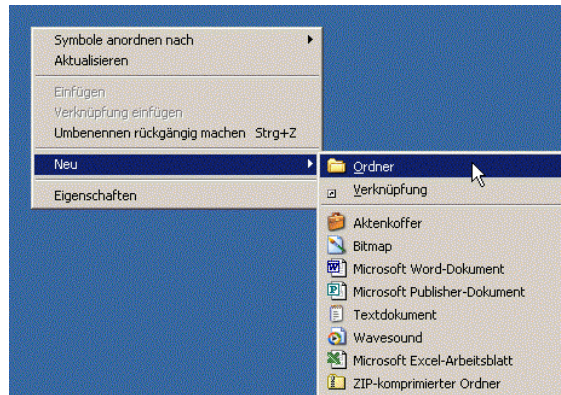 Symbole anordnen nach
Aktualisieren
Einfügen
Verknüpfung einfügen
Umbenennen rückgängig machen Strg+Z
Neu
Eigenschaften
Ordner
Verknüpfung
Aktenkoffer
Bitmap
Microsoft Word-Dokument
Microsoft Publisher-Dokument
Textdokument
Wavesound
Microsoft Excel-Arbeitsblatt
ZIP-komprimierter Ordner